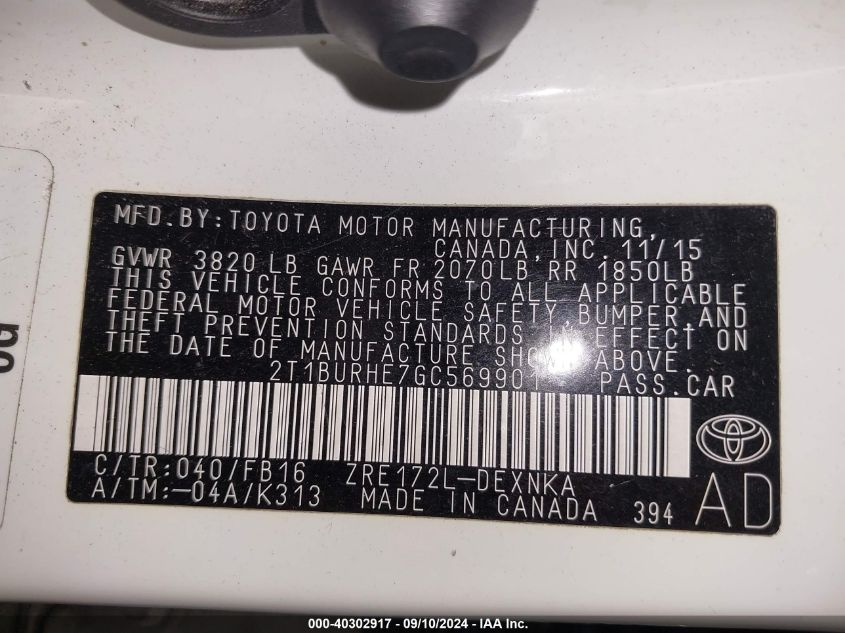 MFD.BY:TOYOTA MOTOR MANUFACTURING,
CANADA,INC. 11/15
GVWR 3820 LB GAWR FR 2070LB RR 1850LB
THIS VEHICLE CONFORMS TO ALL APPLICABLE
FEDERAL MOTOR VEHICLE SAFETY,BUMPER AND
THEFT PREVENTION STANDARDS IN EFFECT ON
THE DATE OF MANUFACTURE SHOWN ABOVE.
PASS.CAR
C/TR:040/FB16 ZRE172L-DEXNKA
A/TM:-04A/K313 MADE IN CANADA 394
AD
000-40302917 - 09/10/2024 - IAA Inc.